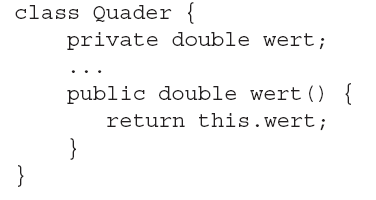 class Quader {
    private double wert;
    ...
    public double wert() {
       return this.wert;
    }
}